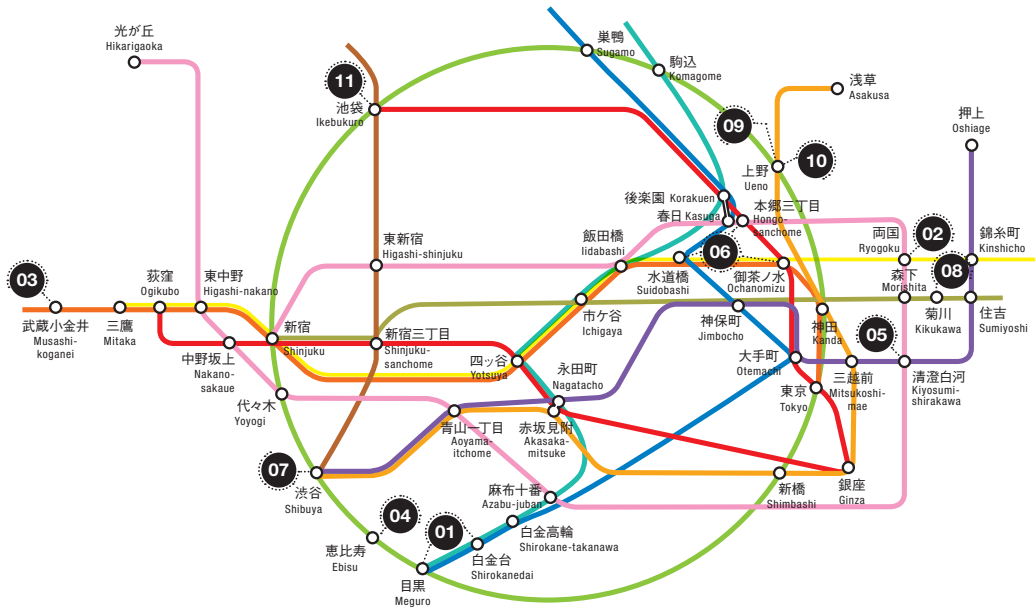 光が丘
Hikarigaoka
巣鴨
Sugamo
駒込
Komagome
浅草
Asakusa
11
池袋
Ikebukuro
09
10
押上
Oshiage
上野
Ueno
後楽園 Korakuen
春日 Kasuga
本郷三丁目
Hongo-
sanchome
東新宿
Higashi-shinjuku
飯田橋
Iidabashi
両国
Ryogoku
02
錦糸町
Kinshicho
03
荻窪
Ogikubo
東中野
Higashi-nakano
水道橋
Suidobashi
06
御茶ノ水
Ochanomizu
森下
Morishita
08
武蔵小金井
Musashi-
koganei
三鷹
Mitaka
新宿
Shinjuku
新宿三丁目
Shinjuku-
sanchome
市ケ谷
Ichigaya
神保町
Jimbocho
神田
Kanda
菊川
Kikukawa
住吉
Sumiyoshi
05
中野坂上
Nakano-
sakaue
四ッ谷
Yotsuya
永田町
Nagatacho
大手町
Otemachi
三越前
Mitsukoshi-
mae
清澄白河
Kiyosumi-
shirakawa
代々木
Yoyogi
東京
Tokyo
青山一丁目
Aoyama-
itchome
赤坂見附
Akasaka-
mitsuke
07
渋谷
Shibuya
麻布十番
Azabu-juban
新橋
Shimbashi
銀座
Ginza
04
恵比寿
Ebisu
01
白金高輪
Shirokane-takanawa
白金台
Shirokanedai
目黒
Meguro